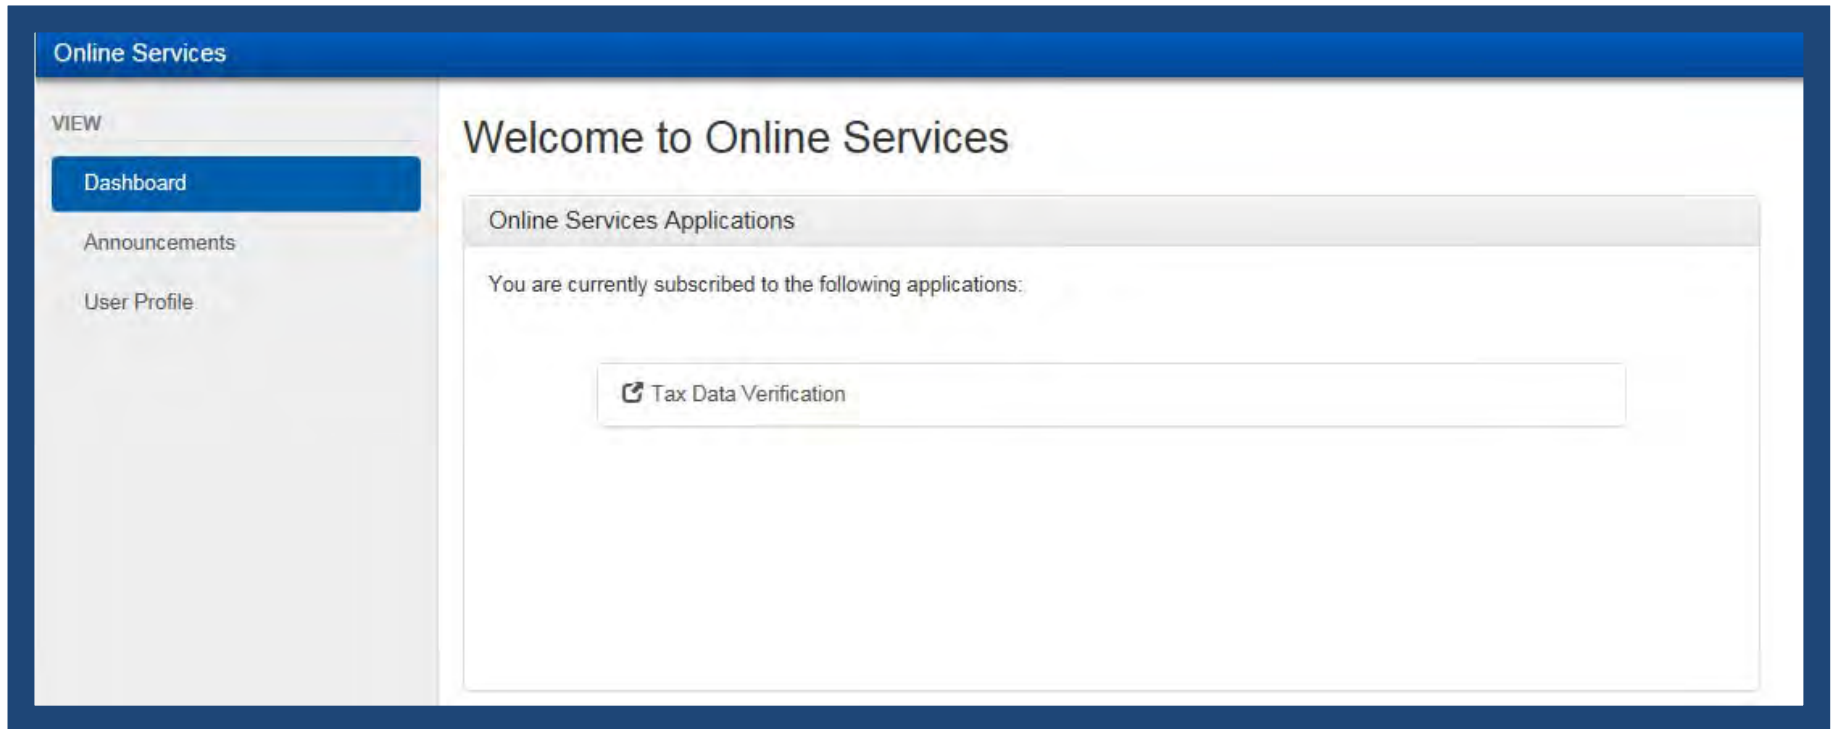 Online Services
VIEW
Dashboard
Announcements
User Profile
Welcome to Online Services
Online Services Applications
You are currently subscribed to the following applications:
Tax Data Verification